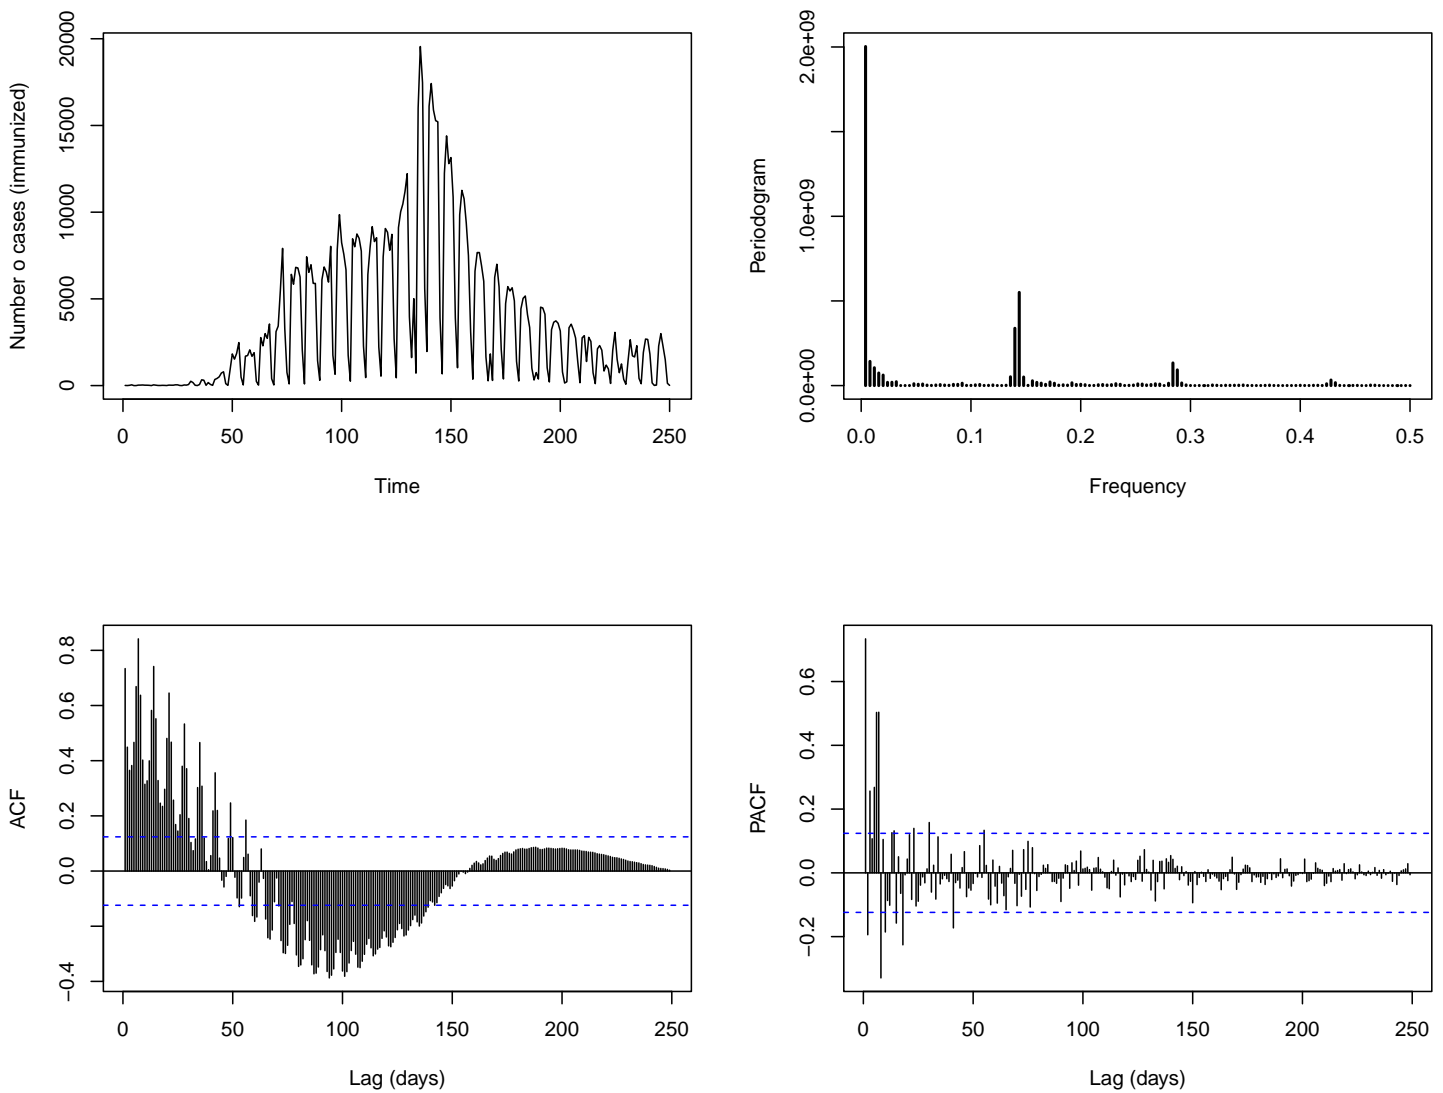 Number o cases (immunized)
0 5000 10000 15000 20000
0 50 100 150 200 250
Time
Periodogram
0.0e+00 1.0e+09 2.0e+09
0.0 0.1 0.2 0.3 0.4 0.5
Frequency
ACF
−0.4 0.0 0.2 0.4 0.6 0.8
0 50 100 150 200 250
Lag (days)
PACF
−0.2 0.0 0.2 0.4 0.6
0 50 100 150 200 250
Lag (days)